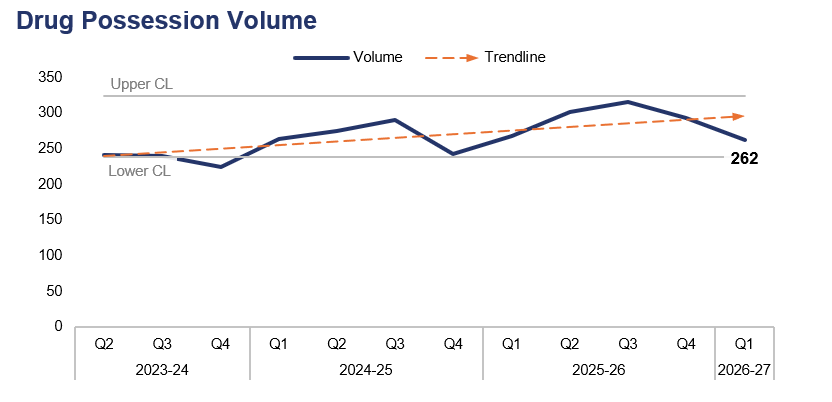 Drug Possession Volume
Volume Trendline
350
Upper CL
300
250
Lower CL
262
200
150
100
50
0
Q2 Q3 Q4 Q1 Q2 Q3 Q4 Q1 Q2 Q3 Q4 Q1
2023-24 2024-25 2025-26 2026-27